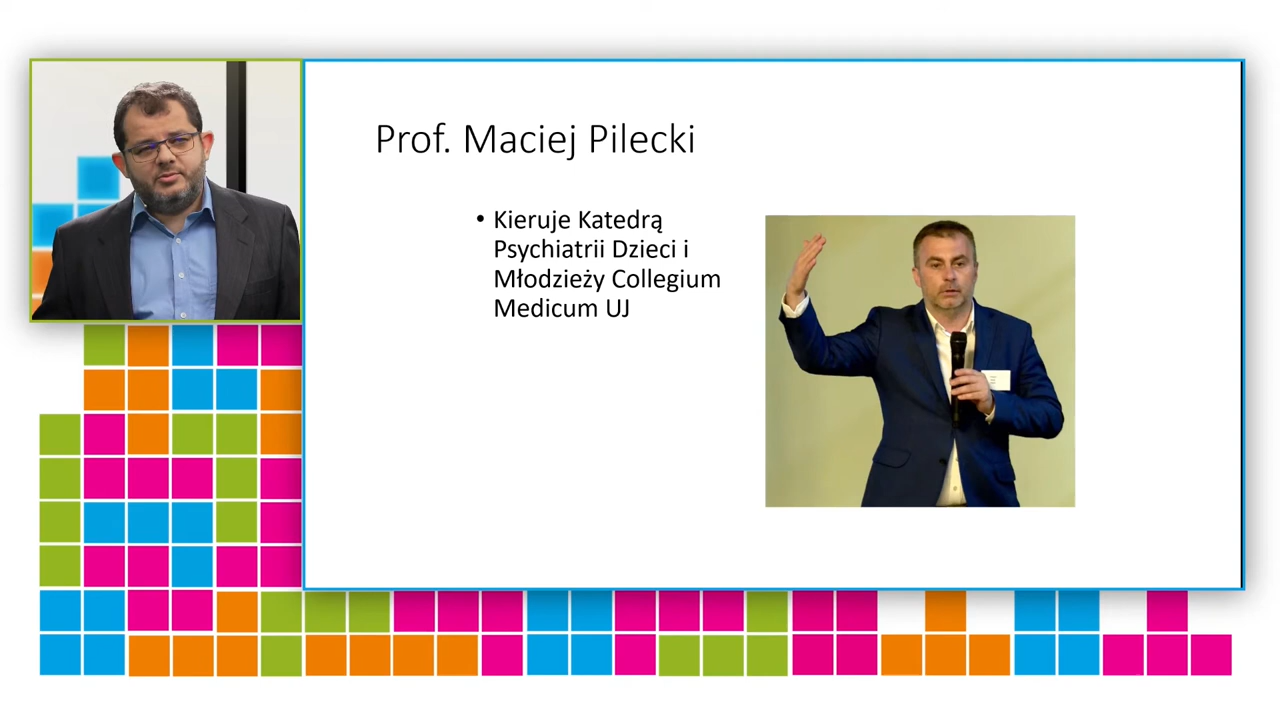 Prof. Maciej Pilecki
• Kieruje Katedrą
Psychiatrii Dzieci i
Młodzieży Collegium
Medicum UJ